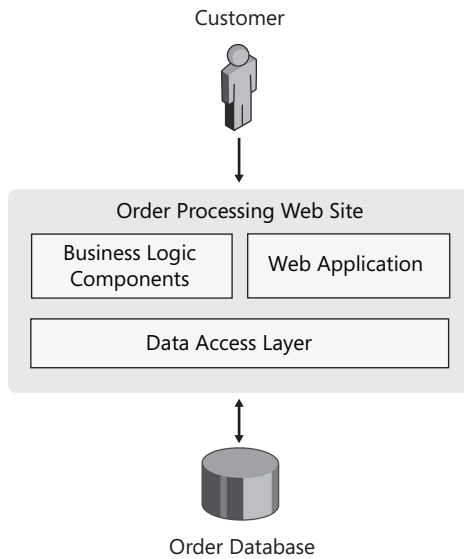 Customer
Order Processing Web Site
Business Logic
Components
Web Application
Data Access Layer
Order Database